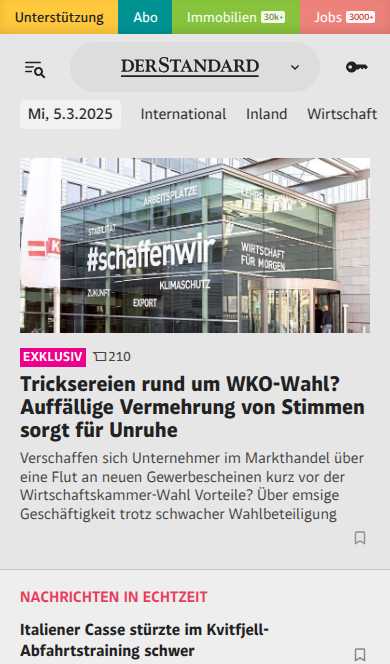 Unterstützung Abo Immobilien 30k+ Jobs 3000+
DERSTANDARD
Mi, 5.3.2025 International Inland Wirtschaft
ARBEITSPLÄTZE
STABILITÄT
#schaffenwir
WIRTSCHAFT
FÜR MORGEN
KLIMASCHUTZ
ZUKUNFT
EXPORT
EXKLUSIV 210
Tricksereien rund um WKO-Wahl?
Auffällige Vermehrung von Stimmen
sorgt für Unruhe
Verschaffen sich Unternehmer im Markthandel über
eine Flut an neuen Gewerbescheinen kurz vor der
Wirtschaftskammer-Wahl Vorteile? Über emsige
Geschäftigkeit trotz schwacher Wahlbeteiligung
NACHRICHTEN IN ECHTZEIT
Italiener Casse stürzte im Kvitfjell-
Abfahrtstraining schwer